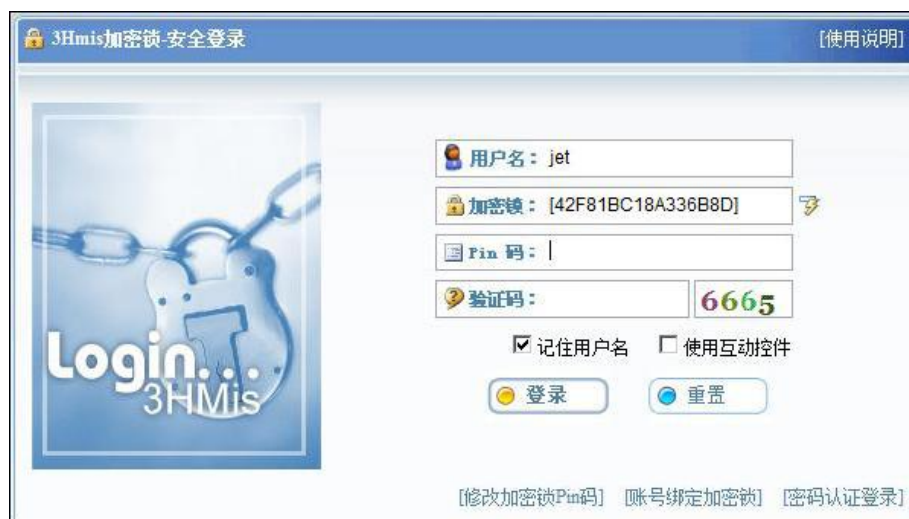 3Hmis加密锁-安全登录 [使用说明]
用户名： jet
加密锁： [42F81BC18A336B8D]
Pin 码：
验证码： 6665
记住用户名 使用互动控件
登录 重置
Login...
3HMis
[修改加密锁Pin码] [账号绑定加密锁] [密码认证登录]